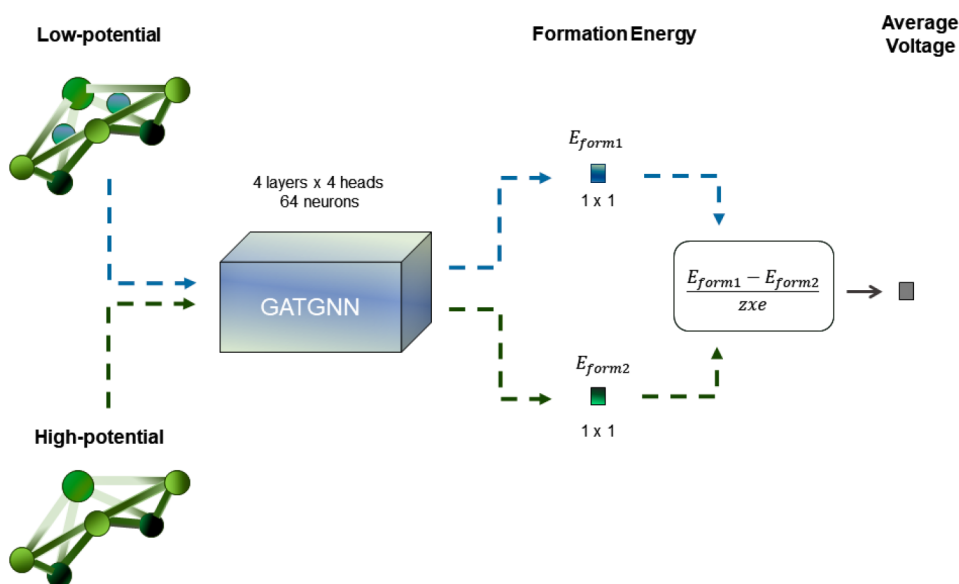 Low-potential
Formation Energy
Average
Voltage
E_form1
1 x 1
4 layers x 4 heads
64 neurons
GATGNN
E_form1 − E_form2
zxe
E_form2
1 x 1
High-potential